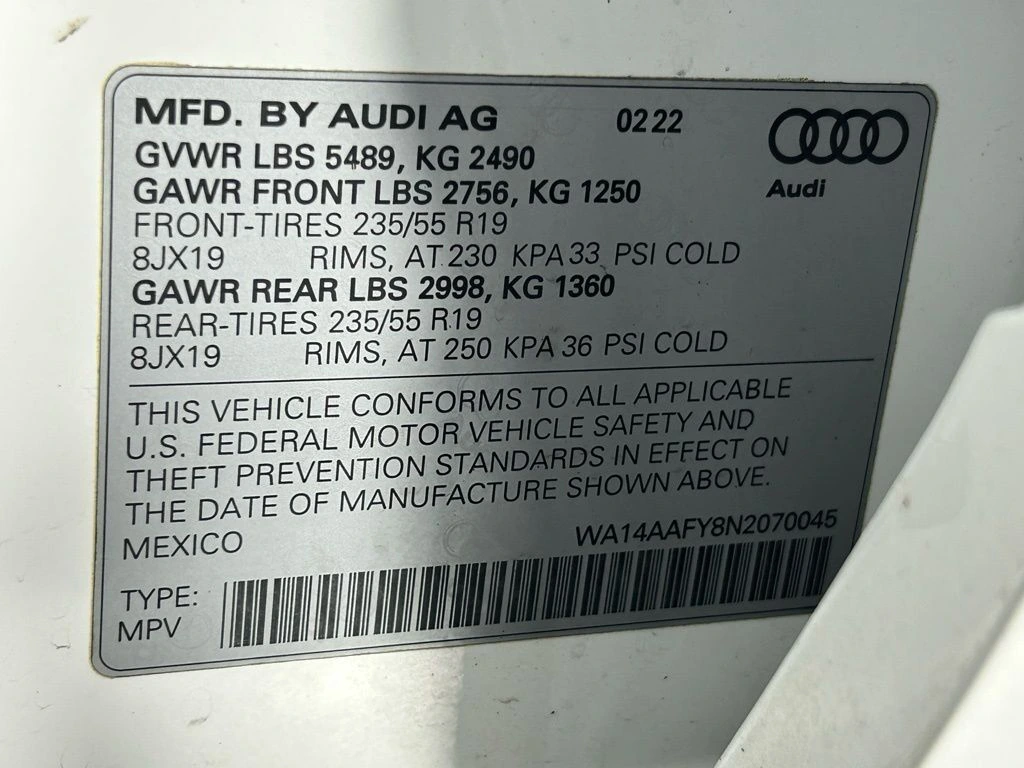 MFD. BY AUDI AG 02 22
GVWR LBS 5489, KG 2490
GAWR FRONT LBS 2756, KG 1250
Audi
FRONT-TIRES 235/55 R19
8JX19 RIMS, AT 230 KPA 33 PSI COLD
GAWR REAR LBS 2998, KG 1360
REAR-TIRES 235/55 R19
8JX19 RIMS, AT 250 KPA 36 PSI COLD
THIS VEHICLE CONFORMS TO ALL APPLICABLE
U.S. FEDERAL MOTOR VEHICLE SAFETY AND
THEFT PREVENTION STANDARDS IN EFFECT ON
THE DATE OF MANUFACTURE SHOWN ABOVE.
MEXICO WA14AAFY8N2070045
TYPE:
MPV